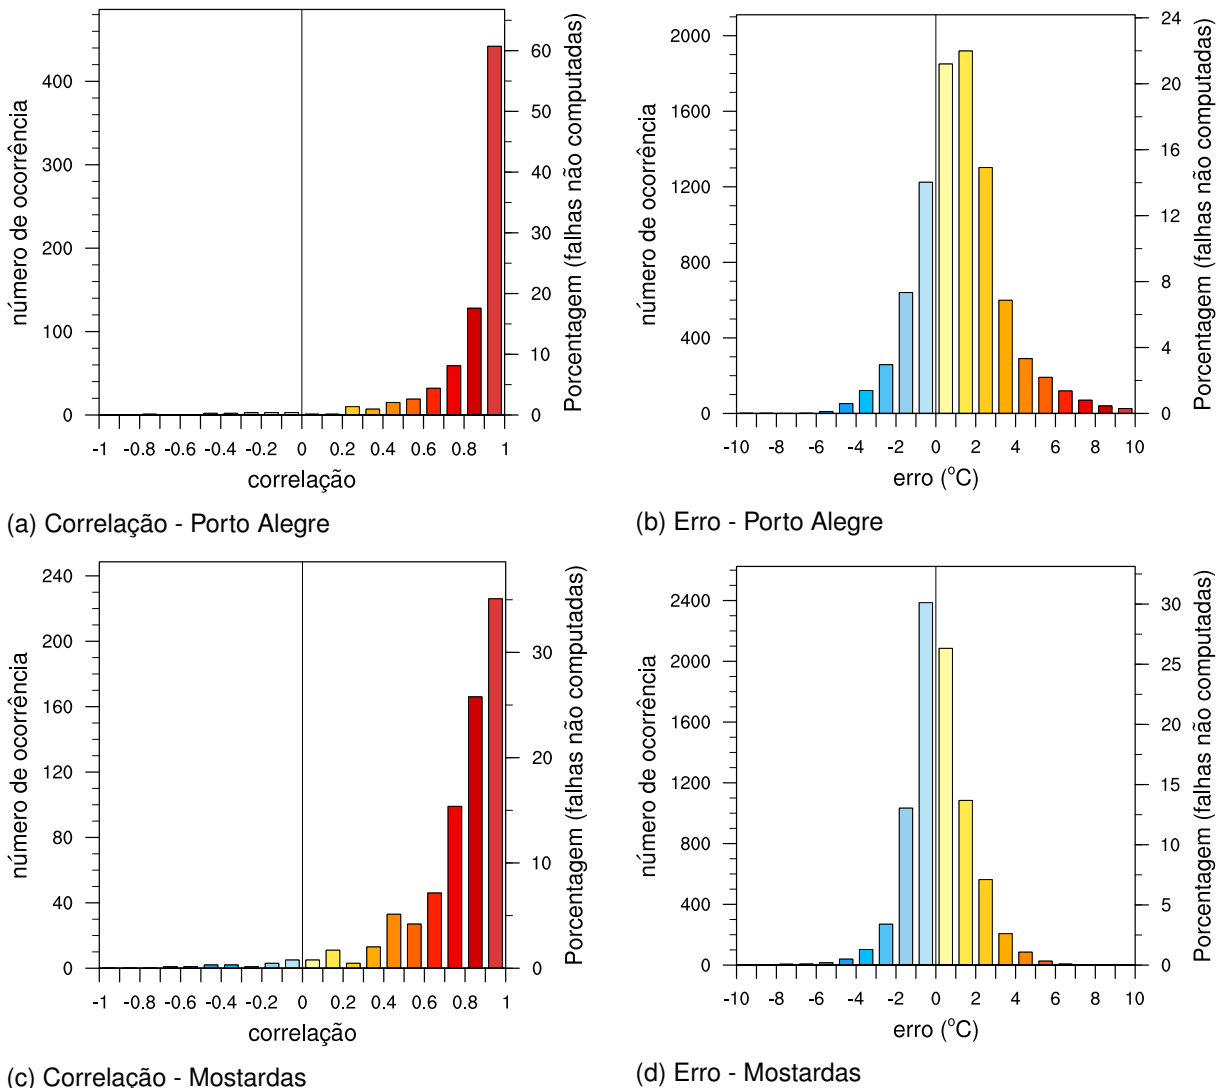 400
300
200
100
0
número de ocorrência
60
50
40
30
20
10
0
Porcentagem (falhas não computadas)
-1 -0.8 -0.6 -0.4 -0.2 0 0.2 0.4 0.6 0.8 1
correlação
(a) Correlação - Porto Alegre
2000
1600
1200
800
400
0
número de ocorrência
24
20
16
12
8
4
0
Porcentagem (falhas não computadas)
-10 -8 -6 -4 -2 0 2 4 6 8 10
erro (°C)
(b) Erro - Porto Alegre
240
200
160
120
80
40
0
número de ocorrência
30
20
10
0
Porcentagem (falhas não computadas)
-1 -0.8 -0.6 -0.4 -0.2 0 0.2 0.4 0.6 0.8 1
correlação
(c) Correlação - Mostardas
2400
2000
1600
1200
800
400
0
número de ocorrência
30
25
20
15
10
5
0
Porcentagem (falhas não computadas)
-10 -8 -6 -4 -2 0 2 4 6 8 10
erro (°C)
(d) Erro - Mostardas